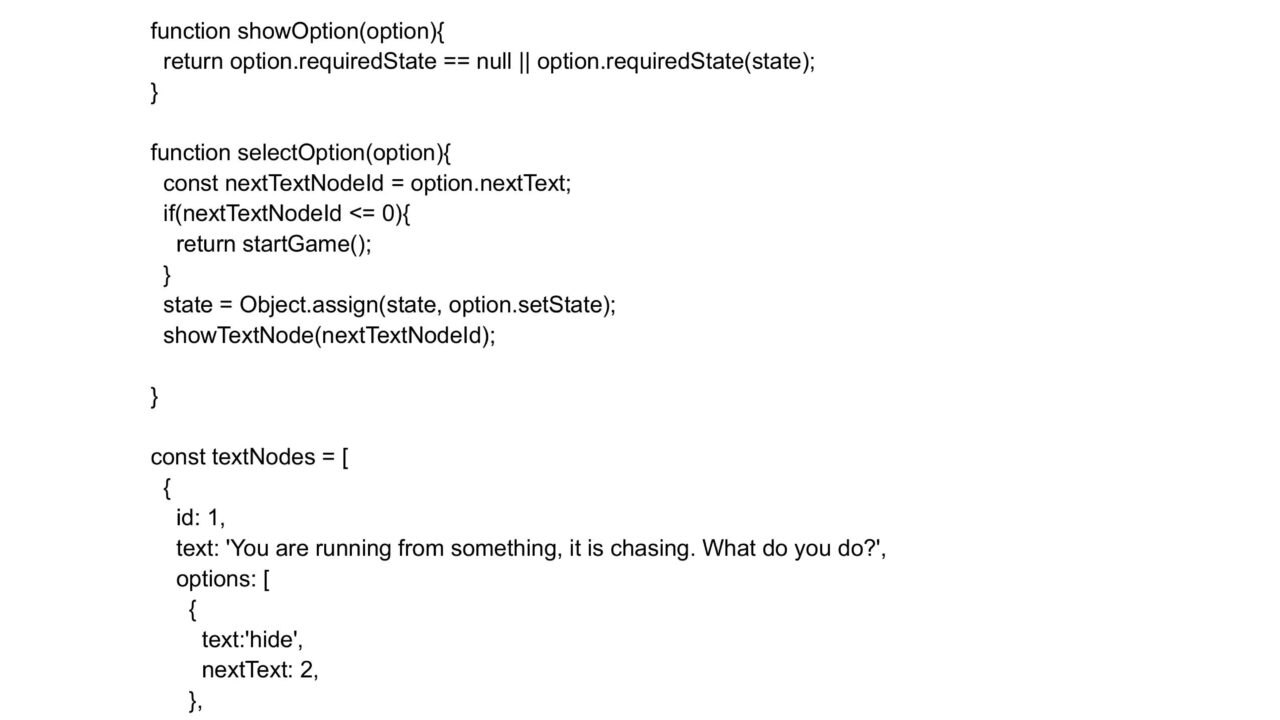 function showOption(option){
return option.requiredState == null || option.requiredState(state);
}
function selectOption(option){
const nextTextNodeId = option.nextText;
if(nextTextNodeId <= 0){
return startGame();
}
state = Object.assign(state, option.setState);
showTextNode(nextTextNodeId);
}
const textNodes = [
{
id: 1,
text: 'You are running from something, it is chasing. What do you do?',
options: [
{
text:'hide',
nextText: 2,
},